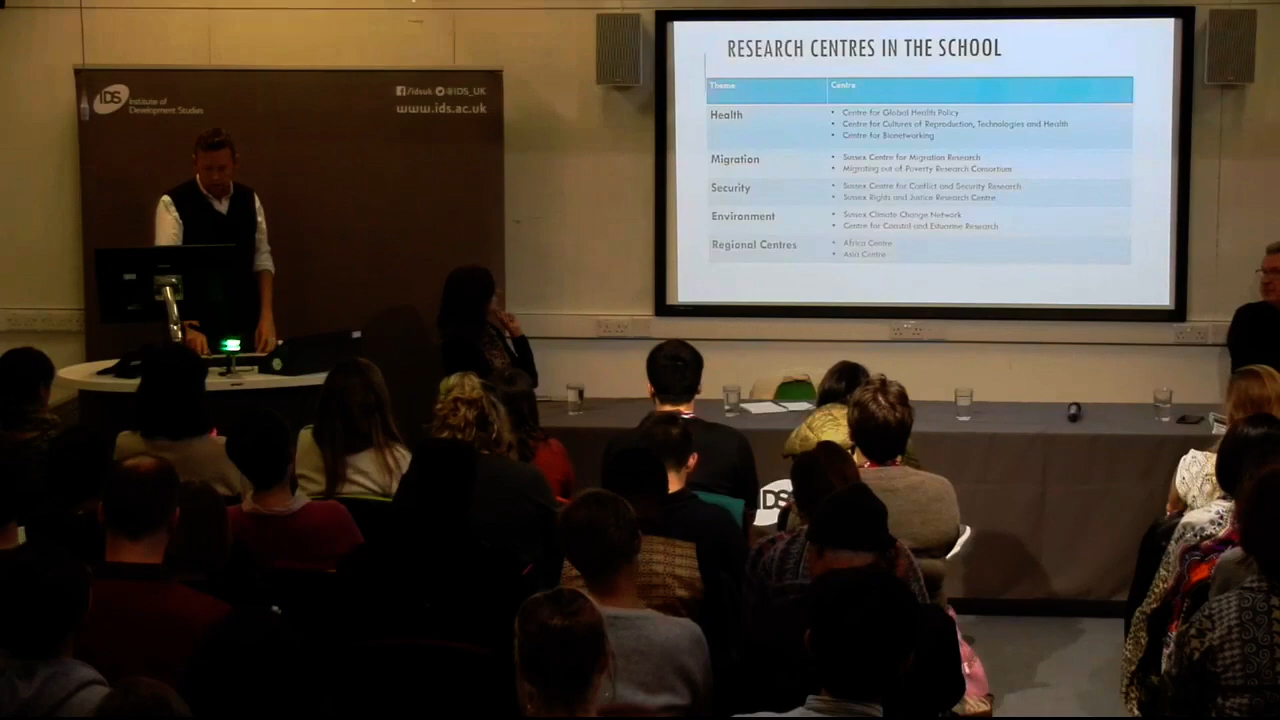 IDS Institute of
Development Studies
/idsuk @IDS_UK
www.ids.ac.uk
RESEARCH CENTRES IN THE SCHOOL
Theme Centre
Health
• Centre for Global Health Policy
• Centre for Cultures of Reproduction, Technologies and Health
• Centre for Bionetworking
Migration
• Sussex Centre for Migration Research
• Migrating out of Poverty Research Consortium
Security
• Sussex Centre for Conflict and Security Research
• Sussex Rights and Justice Research Centre
Environment
• Sussex Climate Change Network
• Centre for Coastal and Estuarine Research
Regional Centres
• Africa Centre
• Asia Centre
IDS